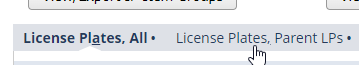 License Plates, All • License Plates, Parent LPs •